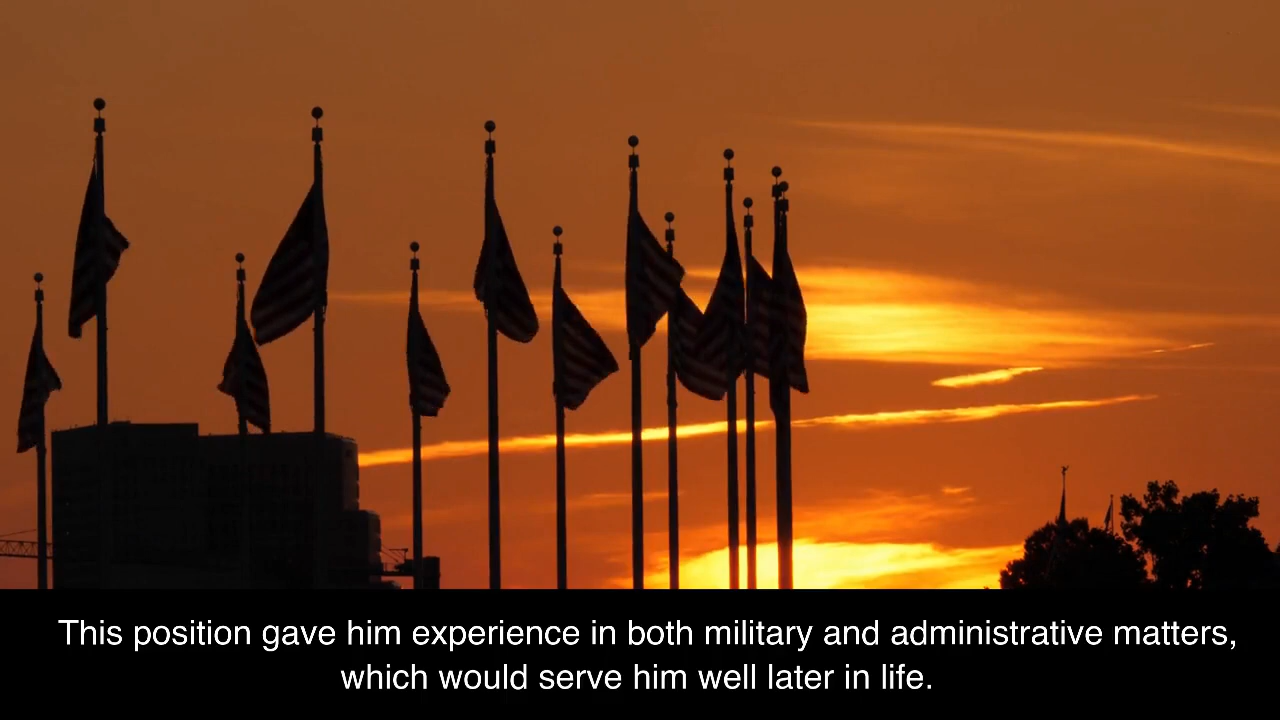 This position gave him experience in both military and administrative matters,
which would serve him well later in life.